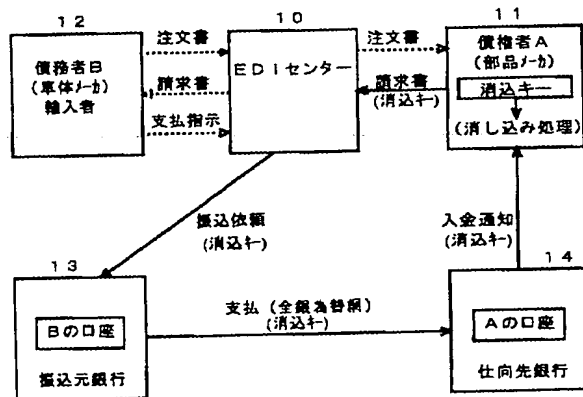 12
10
11
債務者B
(車体メーカ)
輸入者
注文書
請求書
支払指示
EDIセンター
注文書
請求書
(消込キー)
債権者A
(部品メーカ)
消込キー
(消し込み処理)
振込依頼
(消込キー)
入金通知
(消込キー)
13
14
Bの口座
振込元銀行
支払(全銀為替網)
(消込キー)
Aの口座
仕向先銀行